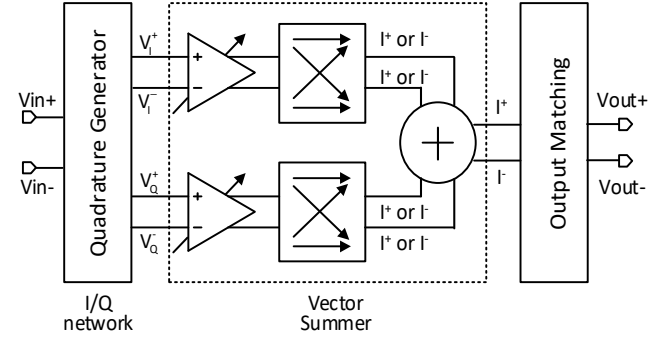 Vin+
Vin-
Quadrature Generator
V_I^+
V_I^-
V_Q^+
V_Q^-
+
−
+
−
I+ or I-
I+ or I-
I+ or I-
I+ or I-
+
I+
I-
Output Matching
Vout+
Vout-
I/Q
network
Vector
Summer